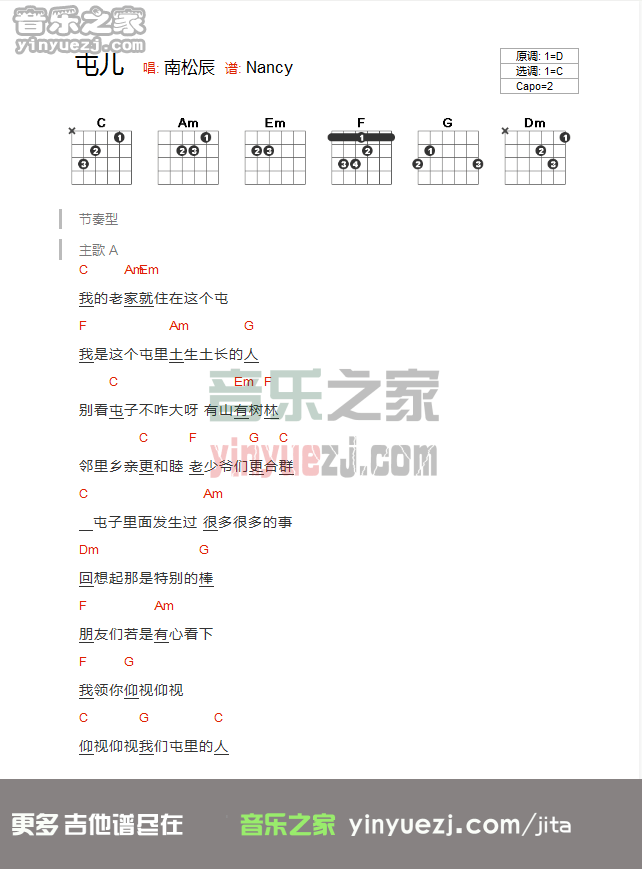 音乐之家
yinyuezj.com
屯儿 唱: 南松辰 谱: Nancy
原调: 1=D
选调: 1=C
Capo=2
C Am Em F G Dm
节奏型
主歌 A
C Am Em
我的老家就住在这个屯
F Am G
我是这个屯里土生土长的人
C Em F
别看屯子不咋大呀 有山有树林
C F G C
邻里乡亲更和睦 老少爷们更合群
C Am
屯子里面发生过 很多很多的事
Dm G
回想起那是特别的棒
F Am
朋友们若是有心看下
F G
我领你仰视仰视
C G C
仰视仰视我们屯里的人
音乐之家
yinyuezj.com
更多 吉他谱尽在 音乐之家 yinyuezj.com/jita